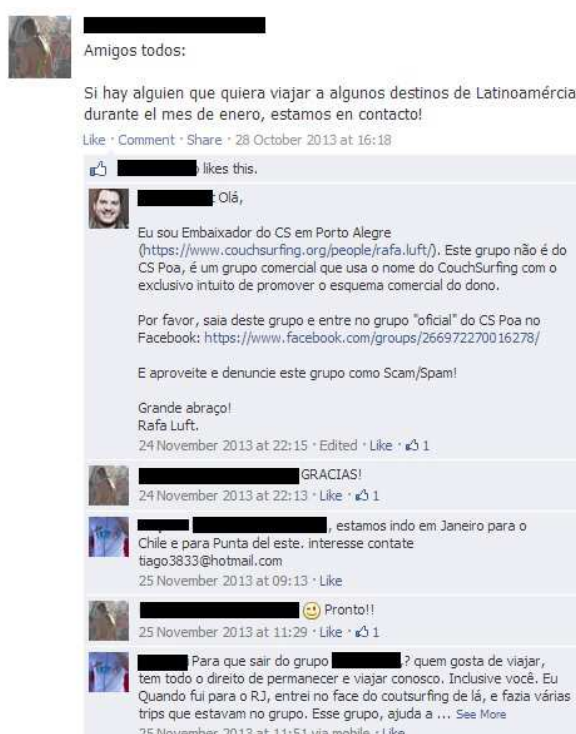 Amigos todos:
Si hay alguien que quiera viajar a algunos destinos de Latinoamércia
durante el mes de enero, estamos en contacto!
Like · Comment · Share · 28 October 2013 at 16:18
likes this.
: Olá,
Eu sou Embaixador do CS em Porto Alegre
(https://www.couchsurfing.org/people/rafa.luft/). Este grupo não é do
CS Poa, é um grupo comercial que usa o nome do CouchSurfing com o
exclusivo intuito de promover o esquema comercial do dono.
Por favor, saia deste grupo e entre no grupo "oficial" do CS Poa no
Facebook: https://www.facebook.com/groups/266972270016278/
E aproveite e denuncie este grupo como Scam/Spam!
Grande abraço!
Rafa Luft.
24 November 2013 at 22:15 · Edited · Like · 1
GRACIAS!
24 November 2013 at 22:13 · Like · 1
, estamos indo em Janeiro para o
Chile e para Punta del este. interesse contate
tiago3833@hotmail.com
25 November 2013 at 09:13 · Like
Pronto!!
25 November 2013 at 11:29 · Like · 1
Para que sair do grupo ? quem gosta de viajar,
tem todo o direito de permanecer e viajar conosco. Inclusive você. Eu
Quando fui para o RJ, entrei no face do coutsurfing de lá, e fazia várias
trips que estavam no grupo. Esse grupo, ajuda a ... See More
25 November 2013 at 11:51 via mobile · Like